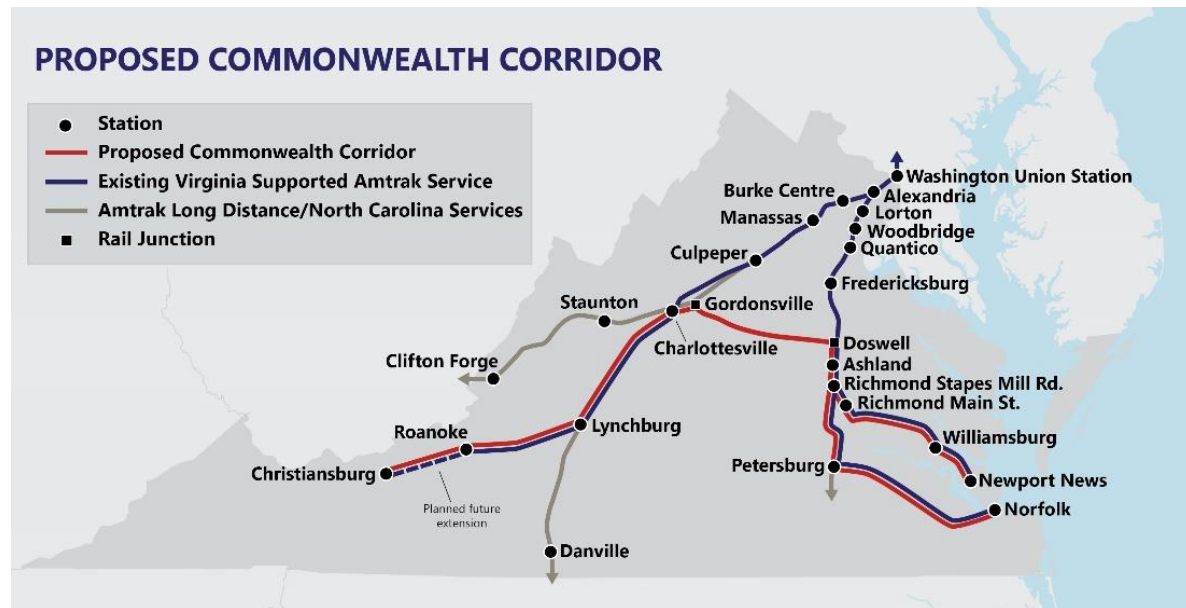 PROPOSED COMMONWEALTH CORRIDOR
Station
Proposed Commonwealth Corridor
Existing Virginia Supported Amtrak Service
Amtrak Long Distance/North Carolina Services
Rail Junction
Washington Union Station
Burke Centre
Alexandria
Manassas
Lorton
Woodbridge
Culpeper
Quantico
Fredericksburg
Staunton
Gordonsville
Charlottesville
Doswell
Clifton Forge
Ashland
Richmond Stapes Mill Rd.
Richmond Main St.
Roanoke
Lynchburg
Williamsburg
Christiansburg
Petersburg
Newport News
Planned future
extension
Norfolk
Danville